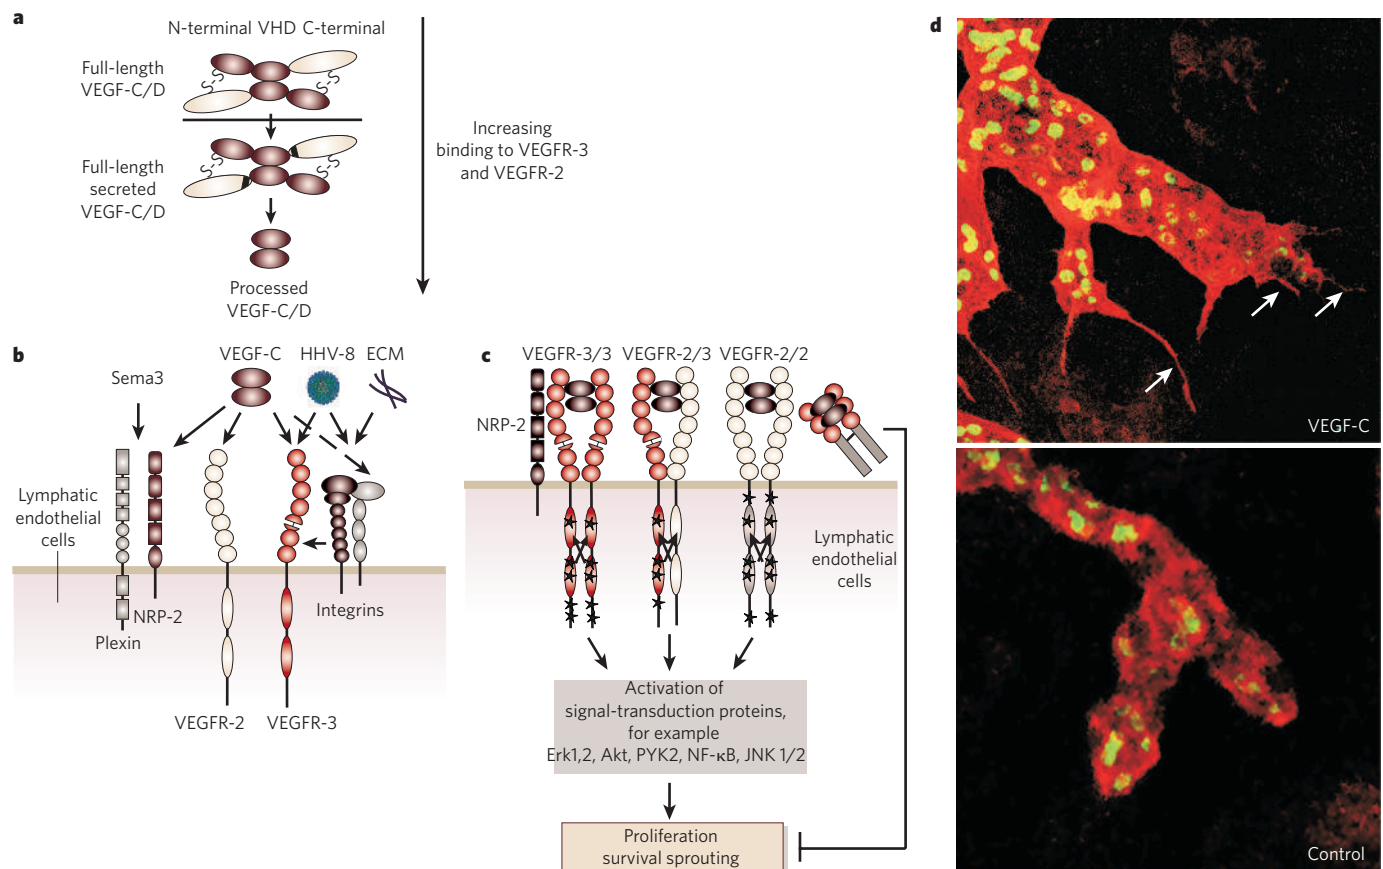 a
N-terminal VHD C-terminal
Full-length
VEGF-C/D
S-S
S-S
Full-length
secreted
VEGF-C/D
S-S
S-S
Processed
VEGF-C/D
Increasing
binding to VEGFR-3
and VEGFR-2
b
VEGF-C
HHV-8
ECM
Sema3
Lymphatic
endothelial
cells
NRP-2
Plexin
Integrins
VEGFR-2
VEGFR-3
c
VEGFR-3/3
VEGFR-2/3
VEGFR-2/2
NRP-2
Lymphatic
endothelial
cells
Activation of
signal-transduction proteins,
for example
Erk1,2, Akt, PYK2, NF-κB, JNK 1/2
Proliferation
survival sprouting
d
VEGF-C
Control